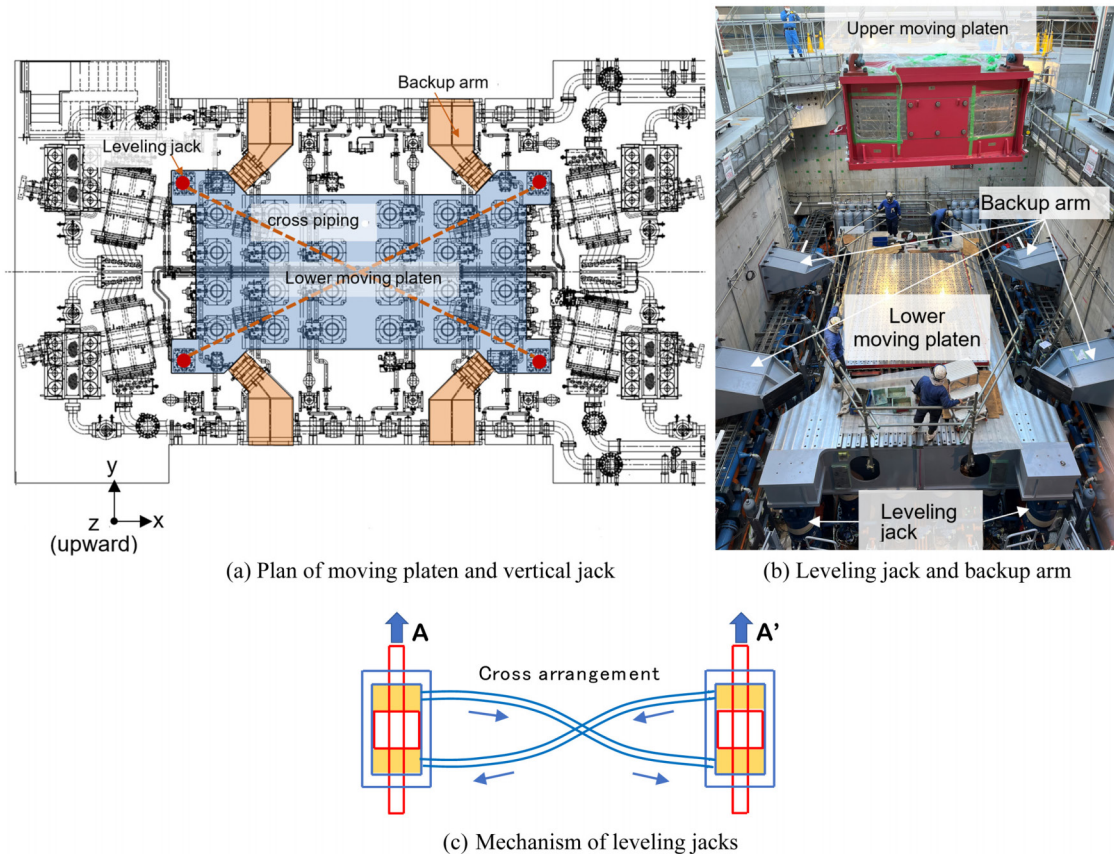 Backup arm
Leveling jack
cross piping
Lower moving platen
y
z
x
(upward)
(a) Plan of moving platen and vertical jack
Upper moving platen
Backup arm
Lower
moving platen
Leveling
jack
(b) Leveling jack and backup arm
A
A'
Cross arrangement
(c) Mechanism of leveling jacks